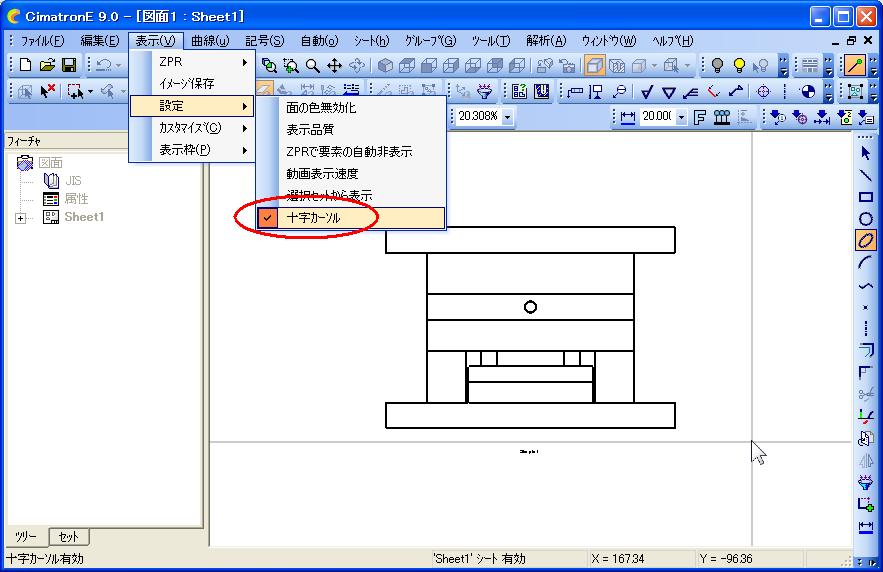 CimatronE 9.0 - [図面1 : Sheet1]
ファイル(F) 編集(E) 表示(V) 曲線(u) 記号(S) 自動(o) シート(h) グループ(G) ツール(T) 解析(A) ウィンドウ(W) ヘルプ(H)
ZPR
イメージ保存
設定
カスタマイズ(C)
表示枠(P)
面の色無効化
表示品質
ZPRで要素の自動非表示
動画表示速度
選択セットから表示
十字カーソル
20.308%
20.00(
フィーチャ
図面
JIS
属性
Sheet1
ツリー セット
十字カーソル有効
'Sheet1' シート 有効
X = 167.34
Y = -96.36